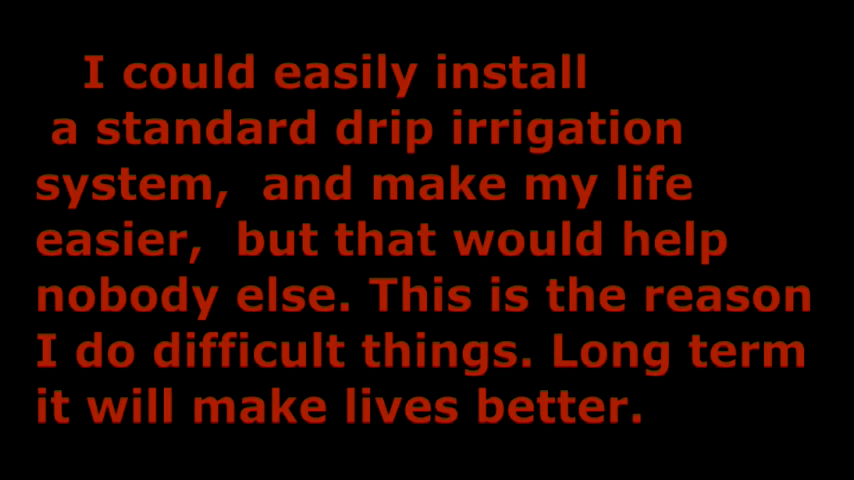 I could easily install
a standard drip irrigation
system, and make my life
easier, but that would help
nobody else. This is the reason
I do difficult things. Long term
it will make lives better.